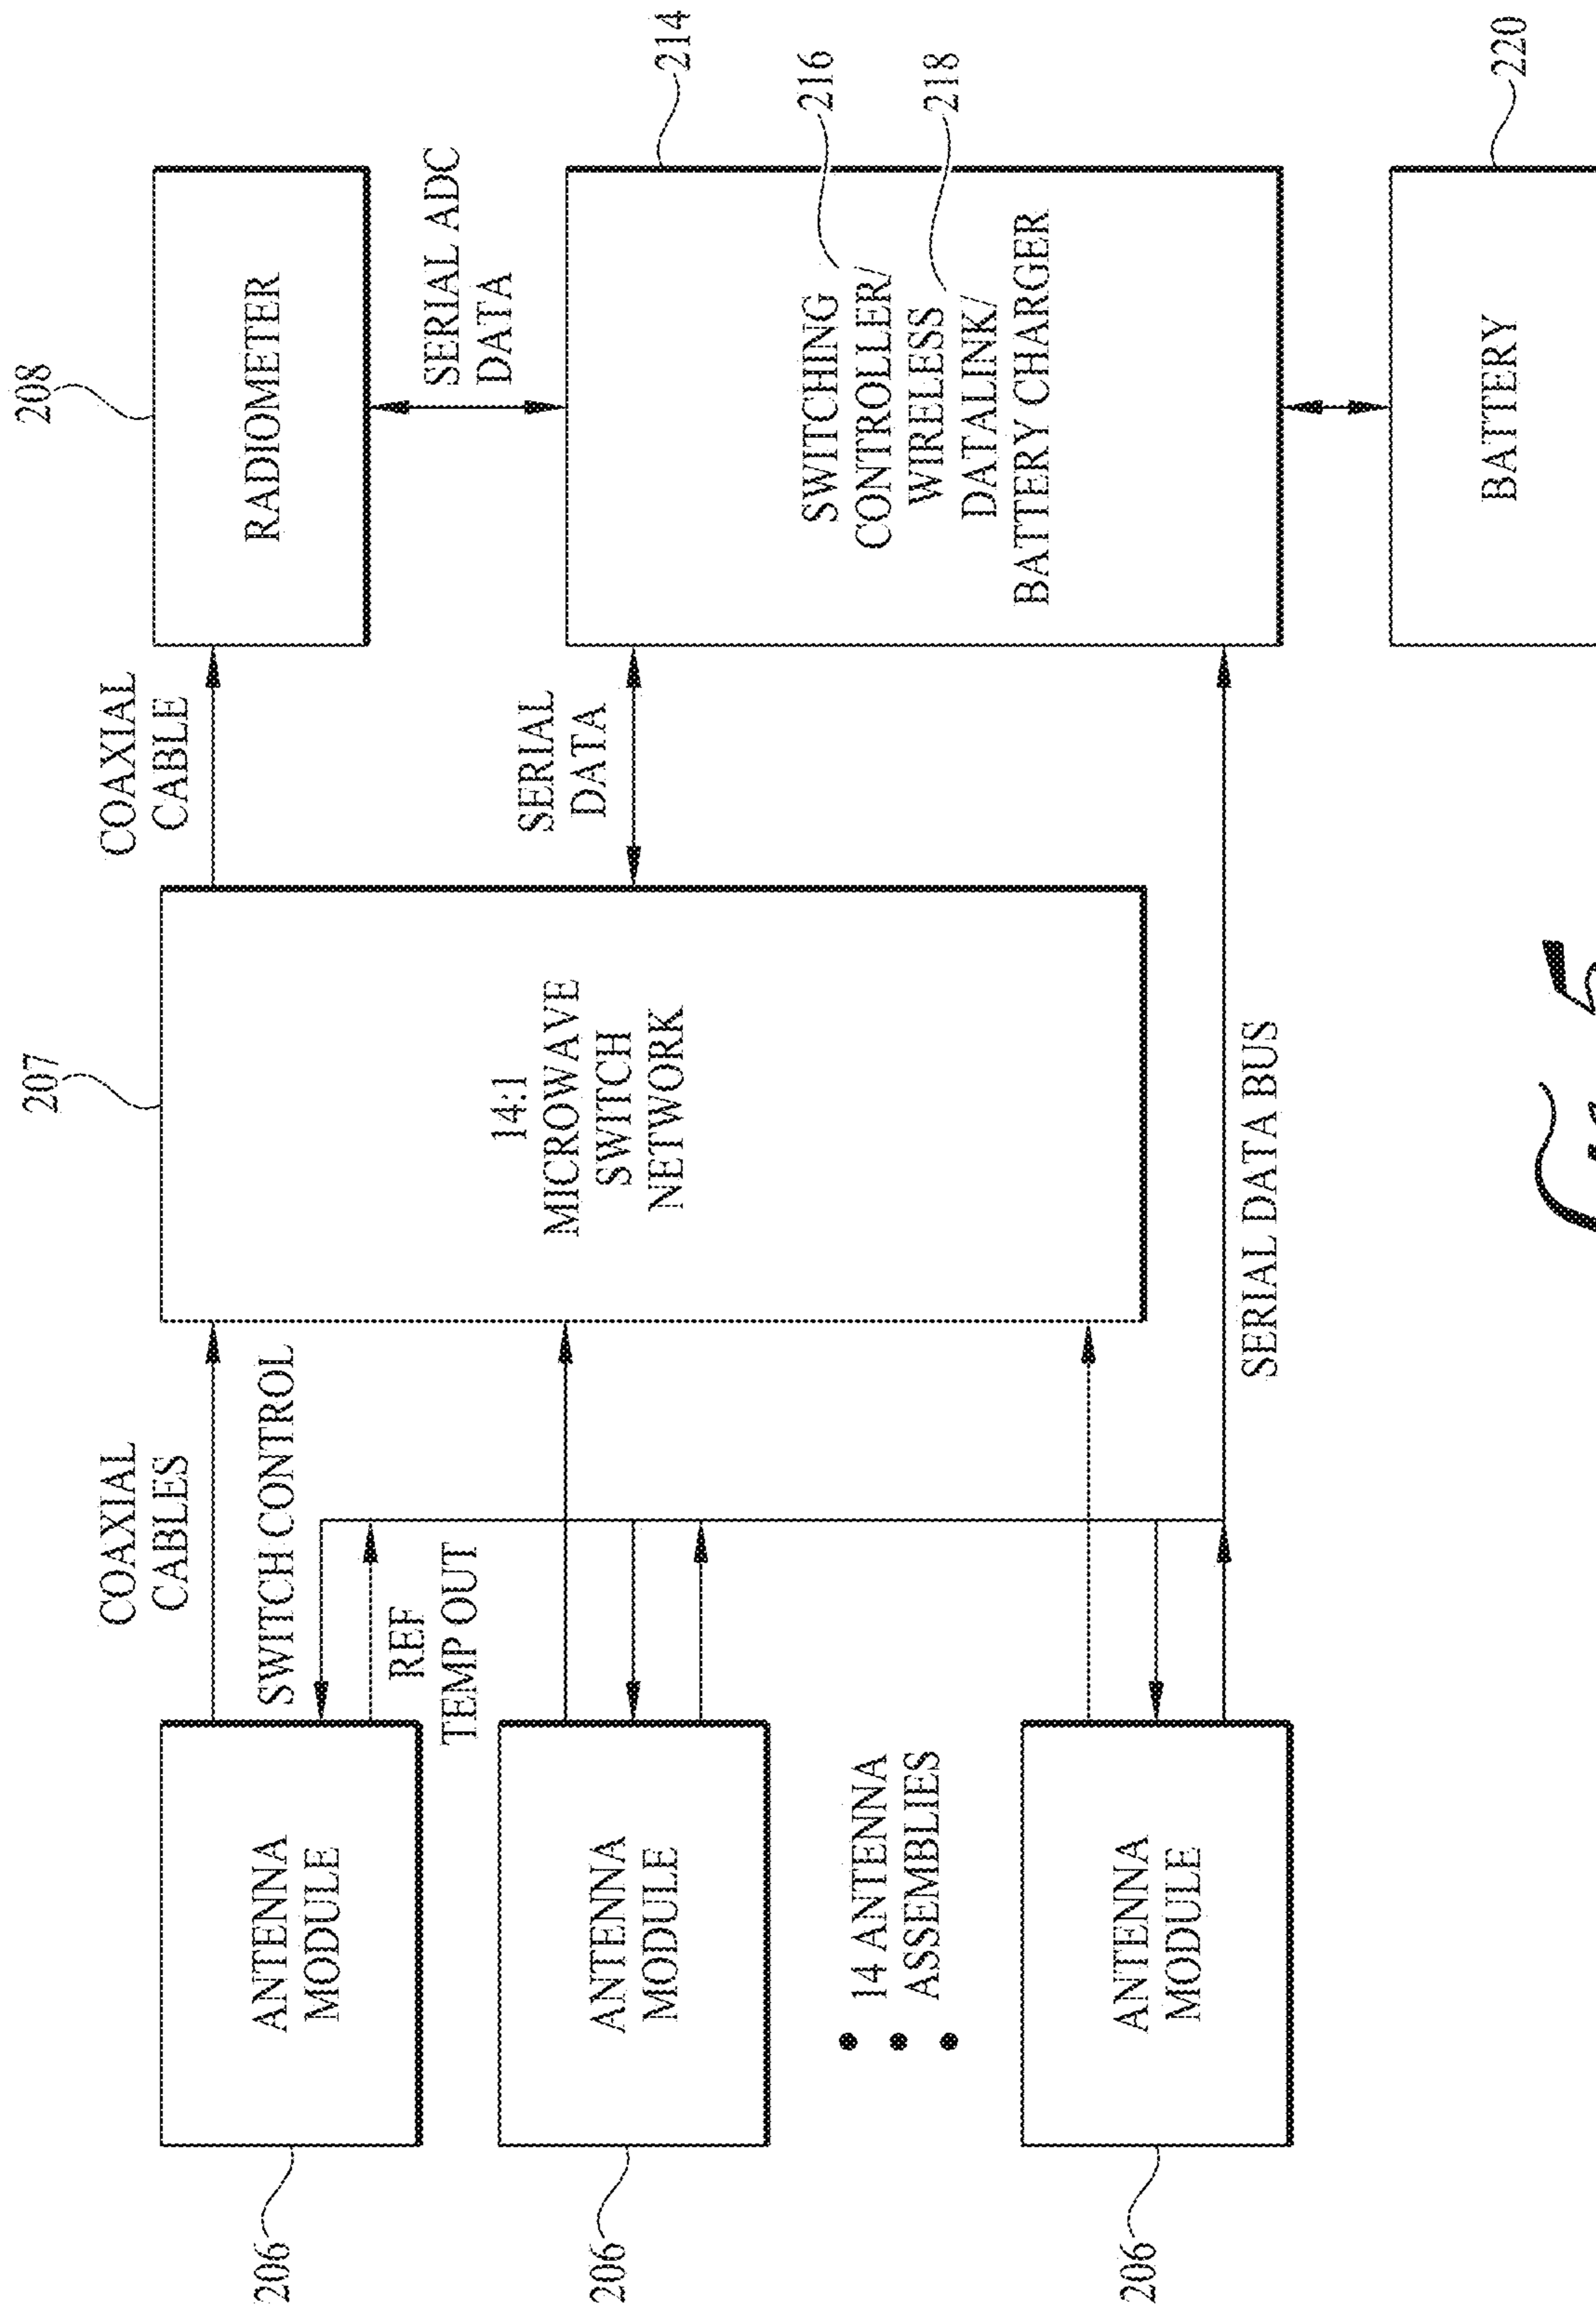 207
208
COAXIAL
CABLES
COAXIAL
CABLE
206
ANTENNA
MODULE
SWITCH CONTROL
REF
TEMP OUT
14:1
MICROWAVE
SWITCH
NETWORK
RADIOMETER
SERIAL ADC
DATA
SERIAL
DATA
214
206
ANTENNA
MODULE
14 ANTENNA
ASSEMBLIES
SWITCHING
CONTROLLER/
WIRELESS
DATALINK/
BATTERY CHARGER
216
218
206
ANTENNA
MODULE
SERIAL DATA BUS
BATTERY
220